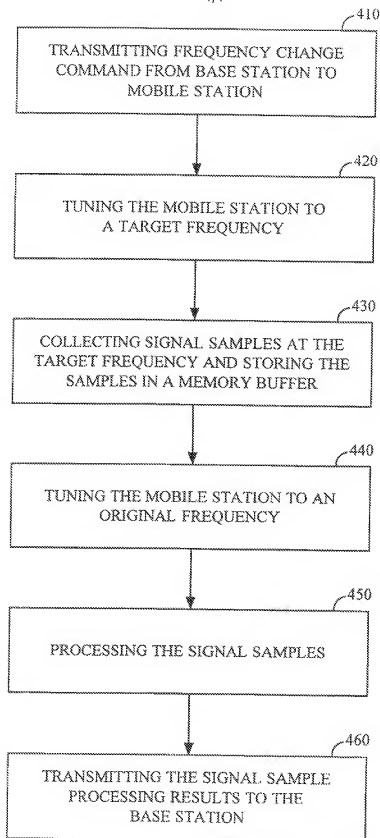 410
TRANSMITTING FREQUENCY CHANGE
COMMAND FROM BASE STATION TO
MOBILE STATION
420
TUNING THE MOBILE STATION TO
A TARGET FREQUENCY
430
COLLECTING SIGNAL SAMPLES AT THE
TARGET FREQUENCY AND STORING THE
SAMPLES IN A MEMORY BUFFER
440
TUNING THE MOBILE STATION TO AN
ORIGINAL FREQUENCY
450
PROCESSING THE SIGNAL SAMPLES
460
TRANSMITTING THE SIGNAL SAMPLE
PROCESSING RESULTS TO THE
BASE STATION